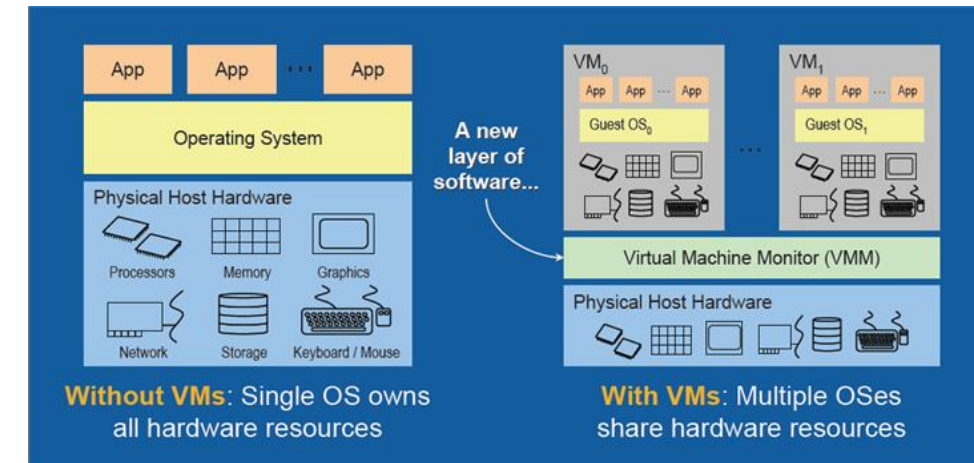 App App ... App
Operating System
Physical Host Hardware
Processors Memory Graphics
Network Storage Keyboard / Mouse
Without VMs: Single OS owns
all hardware resources
A new
layer of
software...
VM0
App App ... App
Guest OS0
...
VM1
App App ... App
Guest OS1
Virtual Machine Monitor (VMM)
Physical Host Hardware
With VMs: Multiple OSes
share hardware resources